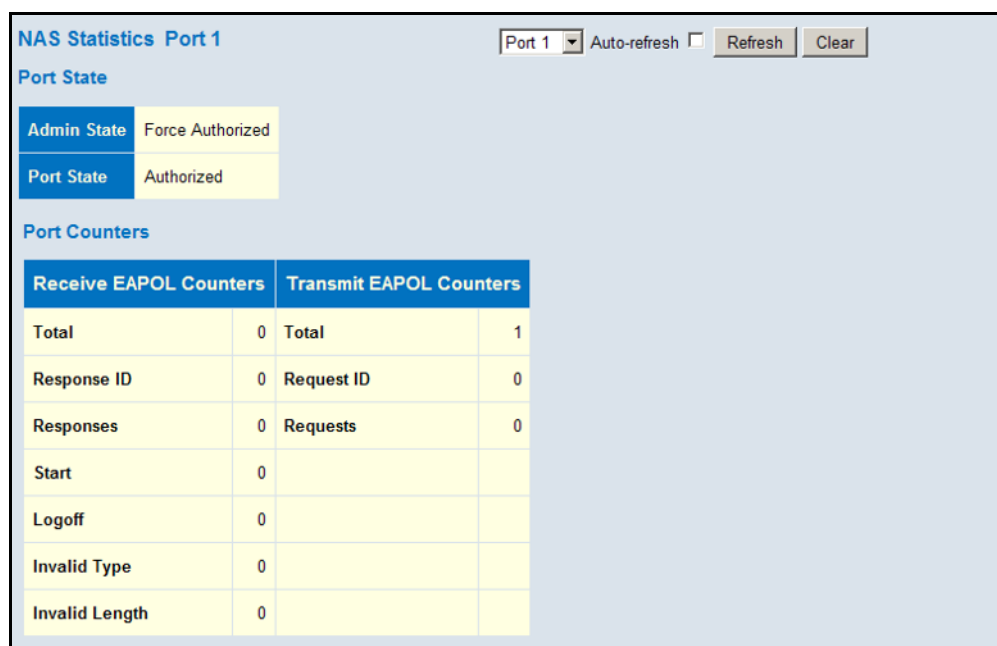 NAS Statistics Port 1 Port 1 Auto-refresh Refresh Clear
Port State
Admin State Force Authorized
Port State Authorized
Port Counters
Receive EAPOL Counters Transmit EAPOL Counters
Total 0 Total 1
Response ID 0 Request ID 0
Responses 0 Requests 0
Start 0
Logoff 0
Invalid Type 0
Invalid Length 0